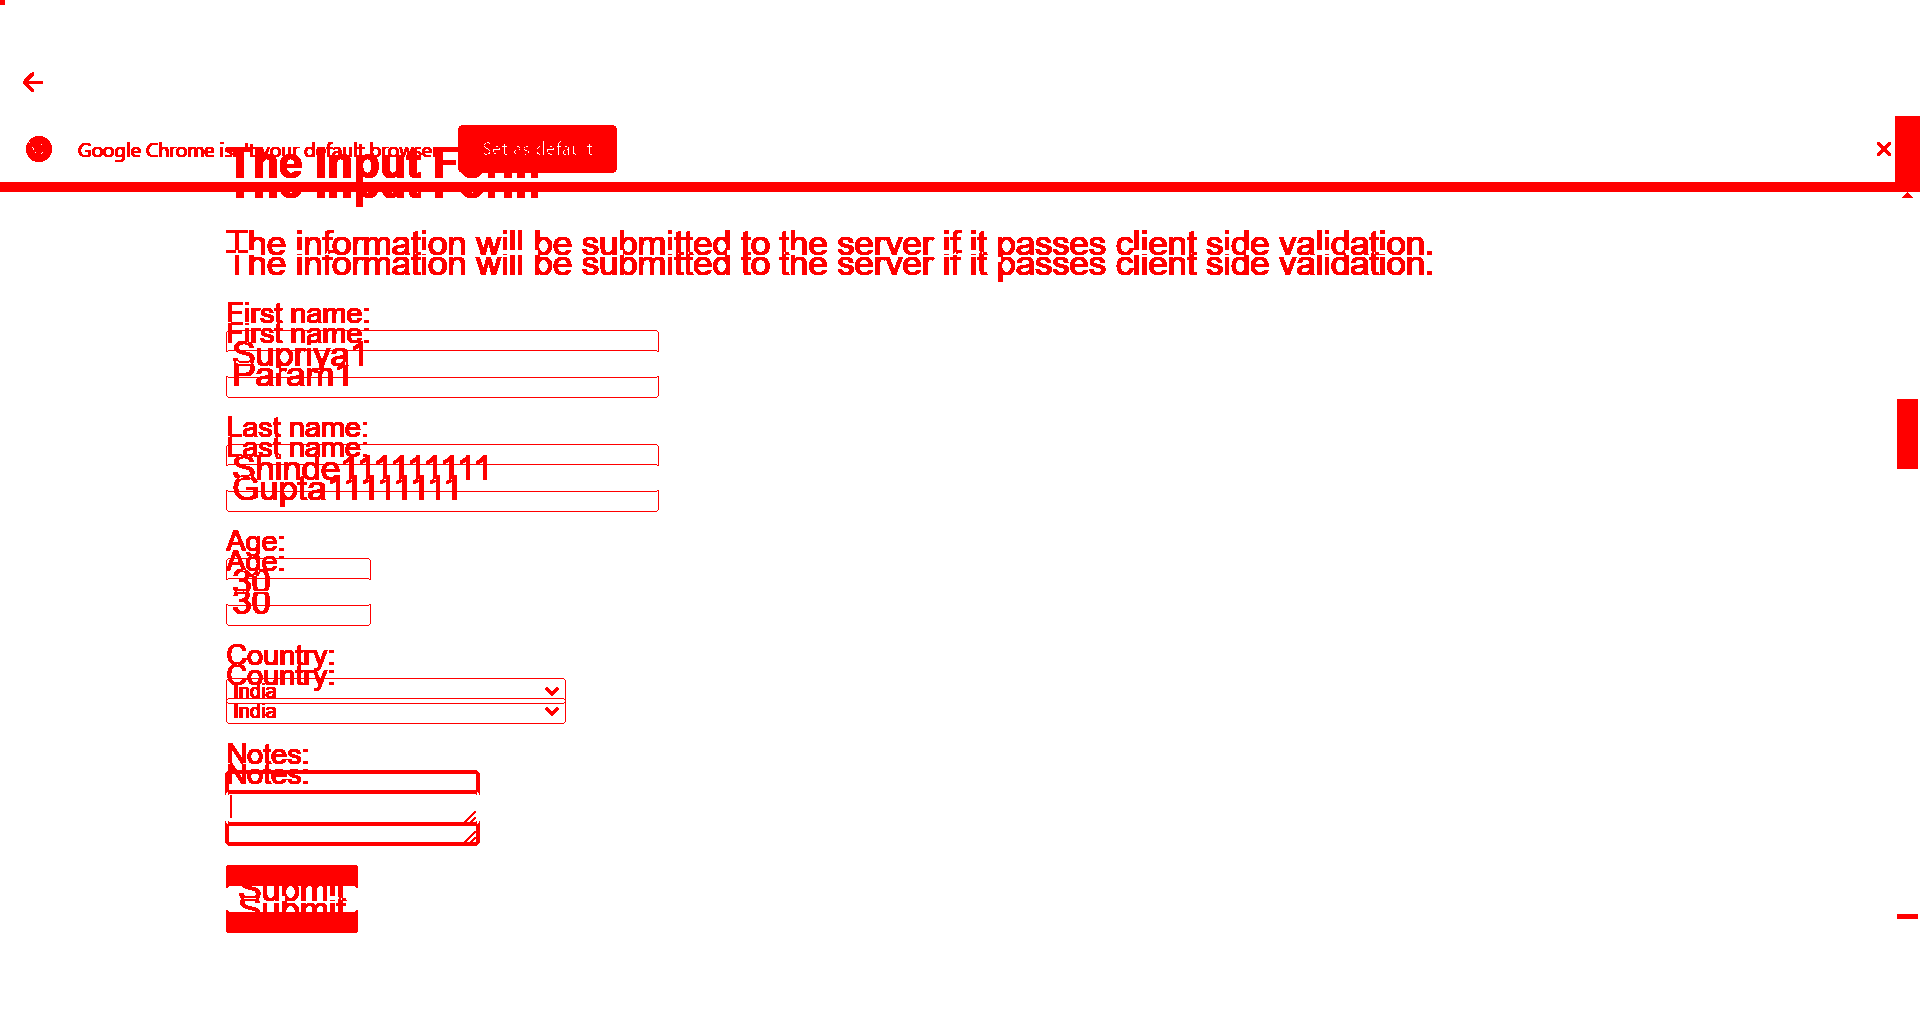 Google Chrome isn't your default browser
Set as default
The Input Form
The Input Form
The information will be submitted to the server if it passes client side validation.
The information will be submitted to the server if it passes client side validation.
First name:
First name:
Supriya1
Param1
Last name:
Last name:
Shinde111111111
Gupta11111111
Age:
Age:
30
30
Country:
Country:
India
India
Notes:
Notes:
Submit
Submit